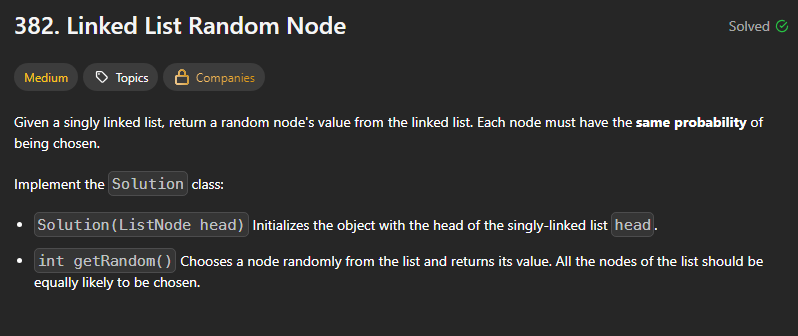 382. Linked List Random Node
Solved
Medium
Topics
Companies
Given a singly linked list, return a random node's value from the linked list. Each node must have the same probability of
being chosen.
Implement the Solution class:
• Solution(ListNode head) Initializes the object with the head of the singly-linked list head.
• int getRandom() Chooses a node randomly from the list and returns its value. All the nodes of the list should be
equally likely to be chosen.